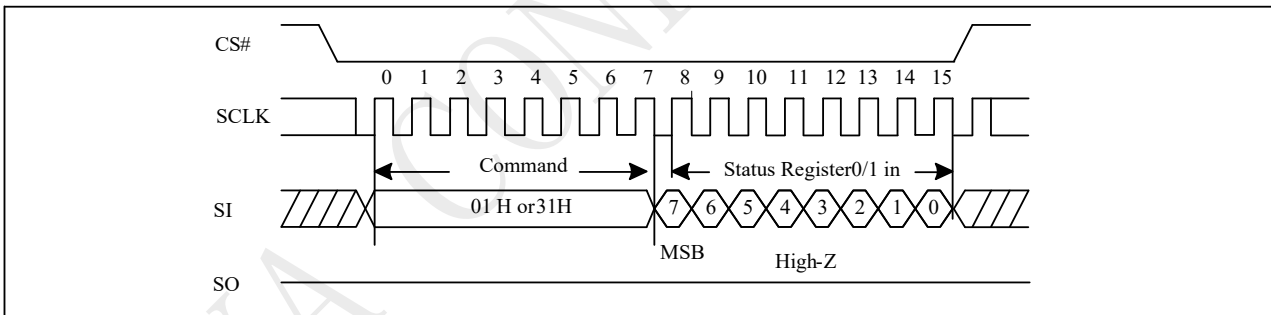 CS#
0 1 2 3 4 5 6 7 8 9 10 11 12 13 14 15
SCLK
Command Status Register0/1 in
SI 01 H or31H 7 6 5 4 3 2 1 0
MSB High-Z
SO